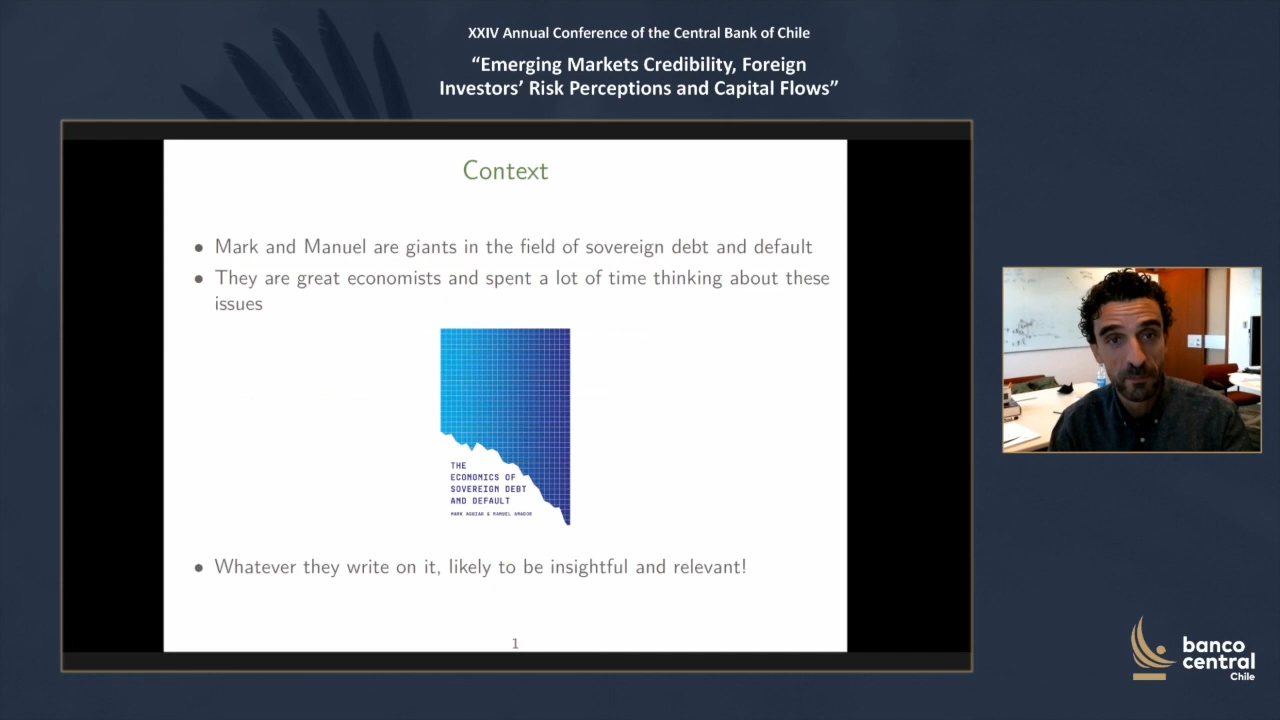 XXIV Annual Conference of the Central Bank of Chile
“Emerging Markets Credibility, Foreign
Investors’ Risk Perceptions and Capital Flows”
Context
• Mark and Manuel are giants in the field of sovereign debt and default
• They are great economists and spent a lot of time thinking about these
issues
THE
ECONOMICS OF
SOVEREIGN DEBT
AND DEFAULT
MARK AGUIAR & MANUEL AMADOR
• Whatever they write on it, likely to be insightful and relevant!
1
banco
central
Chile